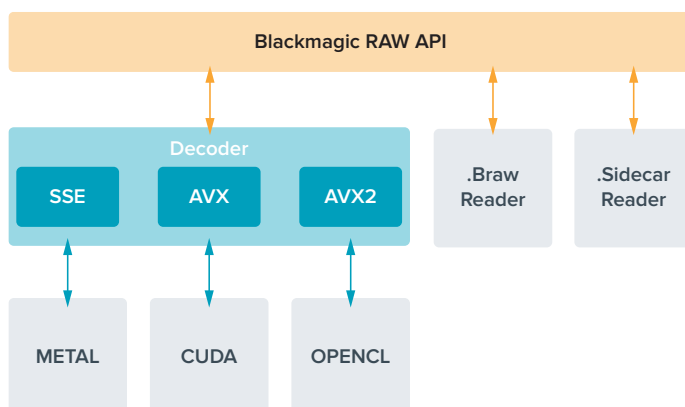 Blackmagic RAW API
Decoder
SSE
AVX
AVX2
.Braw
Reader
.Sidecar
Reader
METAL
CUDA
OPENCL